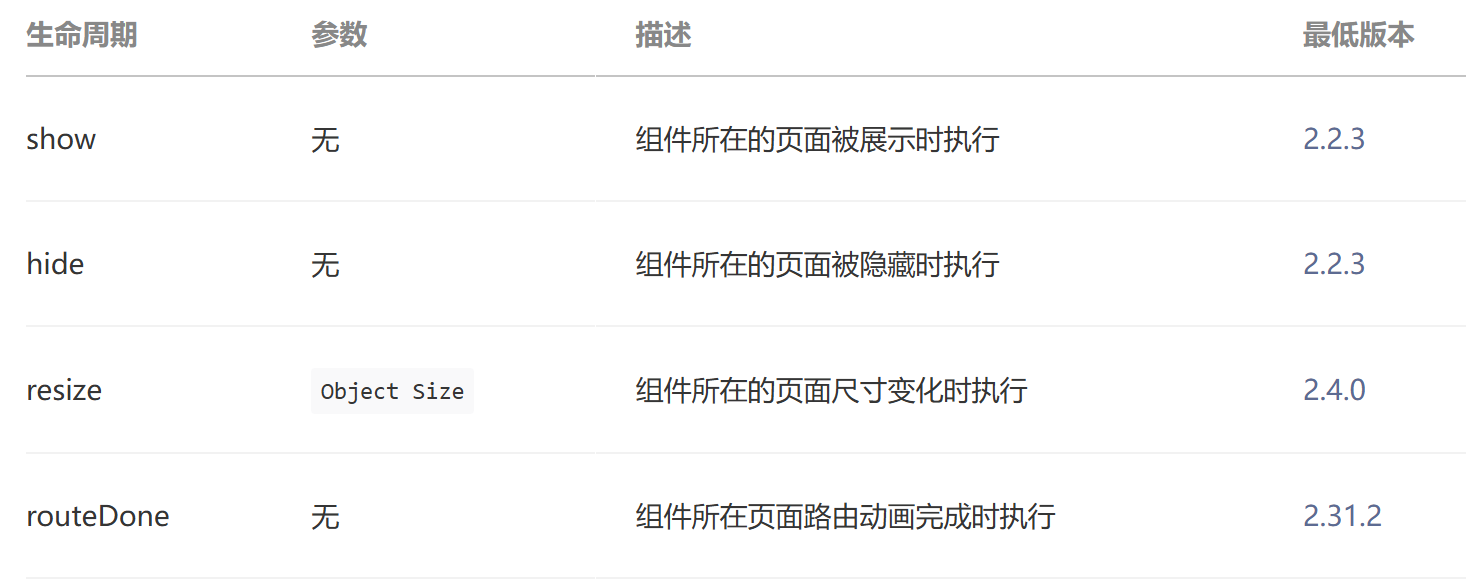 生命周期 参数 描述 最低版本
show 无 组件所在的页面被展示时执行 2.2.3
hide 无 组件所在的页面被隐藏时执行 2.2.3
resize Object Size 组件所在的页面尺寸变化时执行 2.4.0
routeDone 无 组件所在页面路由动画完成时执行 2.31.2